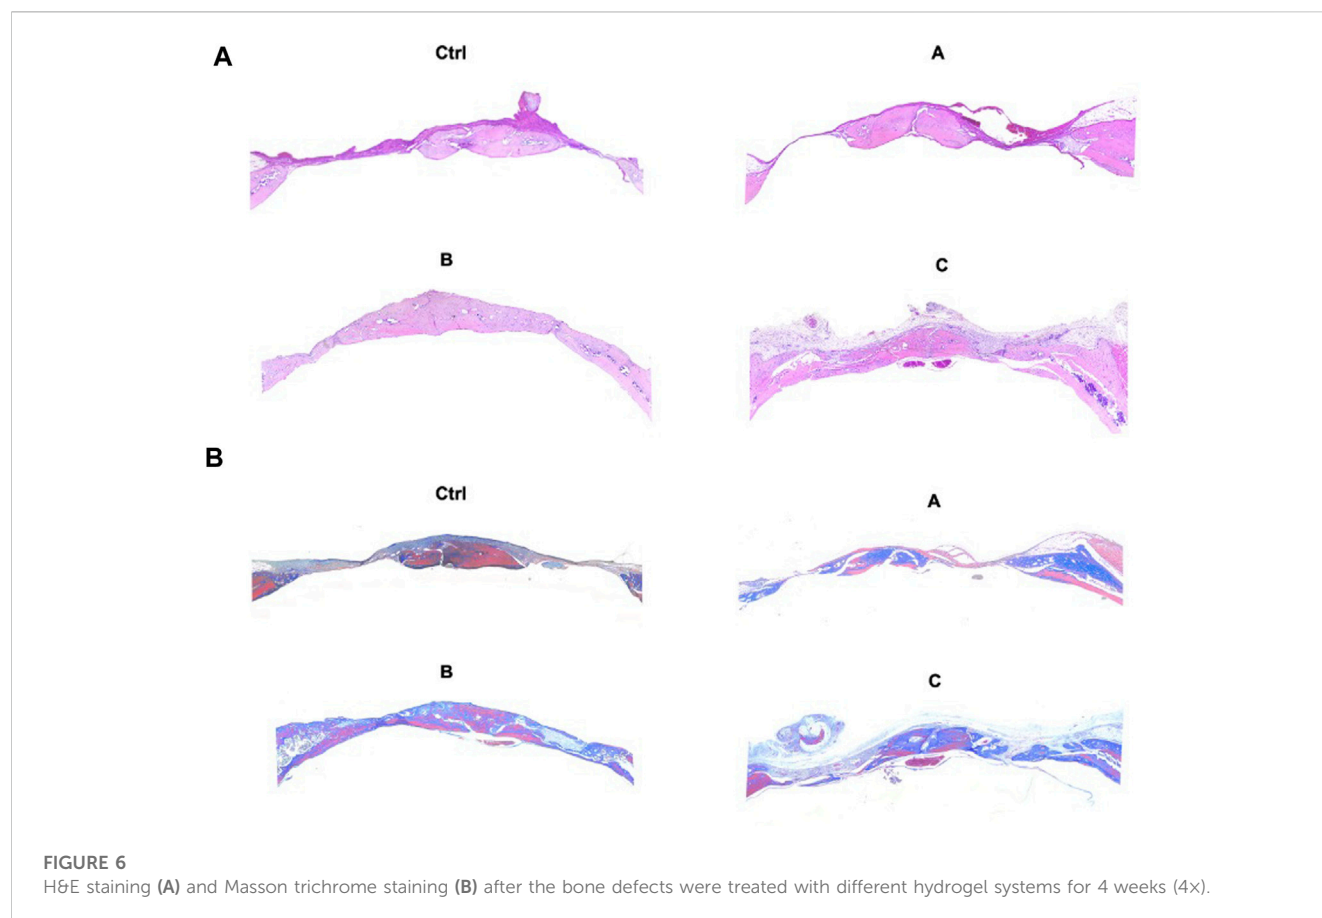 A
Ctrl
A
B
C
B
Ctrl
A
B
C
FIGURE 6
H&E staining (A) and Masson trichrome staining (B) after the bone defects were treated with different hydrogel systems for 4 weeks (4×).